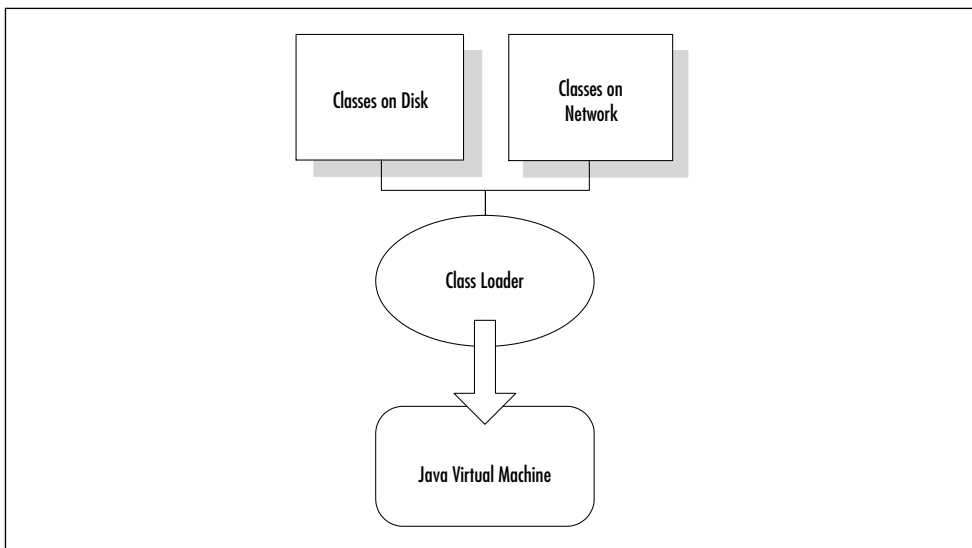 Classes on Disk
Classes on
Network
Class Loader
Java Virtual Machine